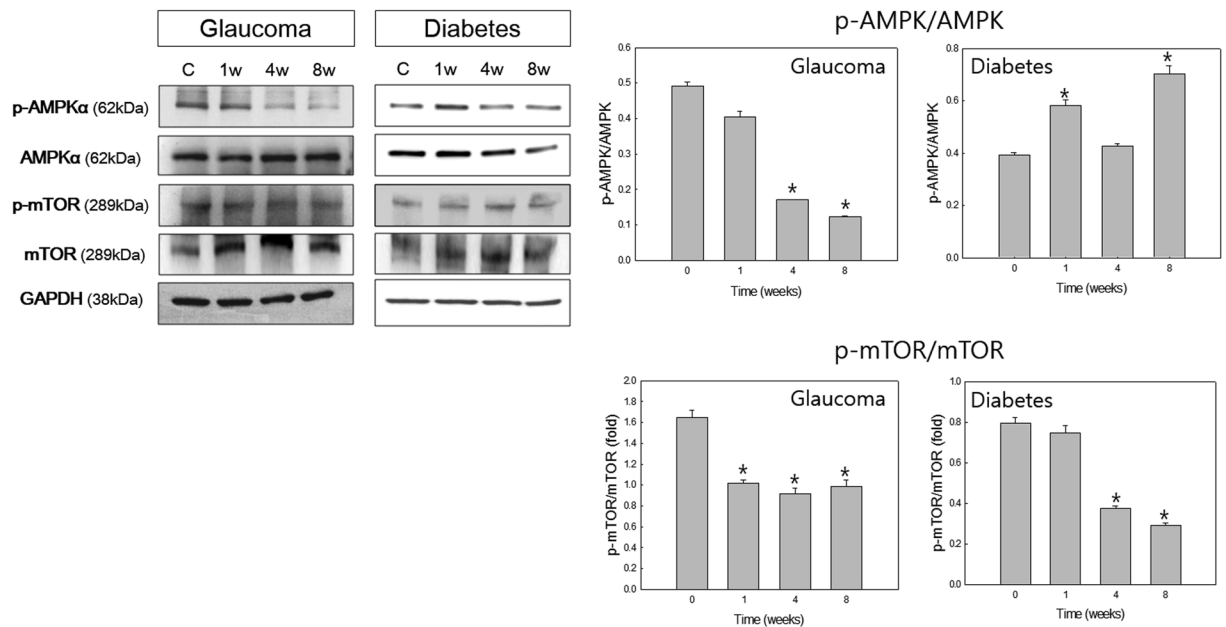 Glaucoma
Diabetes
C 1w 4w 8w
C 1w 4w 8w
p-AMPKα (62kDa)
AMPKα (62kDa)
p-mTOR (289kDa)
mTOR (289kDa)
GAPDH (38kDa)
p-AMPK/AMPK
Glaucoma
p-AMPK/AMPK
0.6
0.5
0.4
0.3
0.2
0.1
0.0
* *
0 1 4 8
Time (weeks)
Diabetes
p-AMPK/AMPK
0.8
0.6
0.4
0.2
0.0
* *
0 1 4 8
Time (weeks)
p-mTOR/mTOR
Glaucoma
p-mTOR/mTOR (fold)
2.0
1.8
1.6
1.4
1.2
1.0
0.8
0.6
0.4
0.2
0.0
* * *
0 1 4 8
Time (weeks)
Diabetes
p-mTOR/mTOR (fold)
1.0
0.8
0.6
0.4
0.2
0.0
* *
0 1 4 8
Time (weeks)